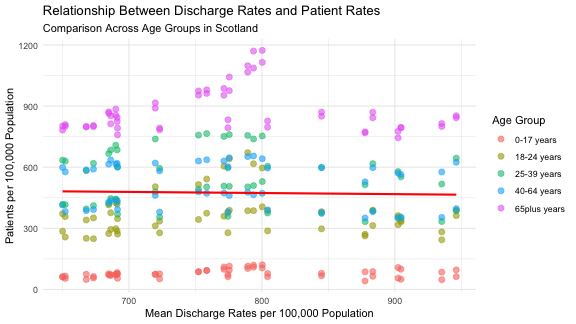 Relationship Between Discharge Rates and Patient Rates
Comparison Across Age Groups in Scotland
Patients per 100,000 Population
1200
900
600
300
0
700
800
900
Mean Discharge Rates per 100,000 Population
Age Group
0-17 years
18-24 years
25-39 years
40-64 years
65plus years